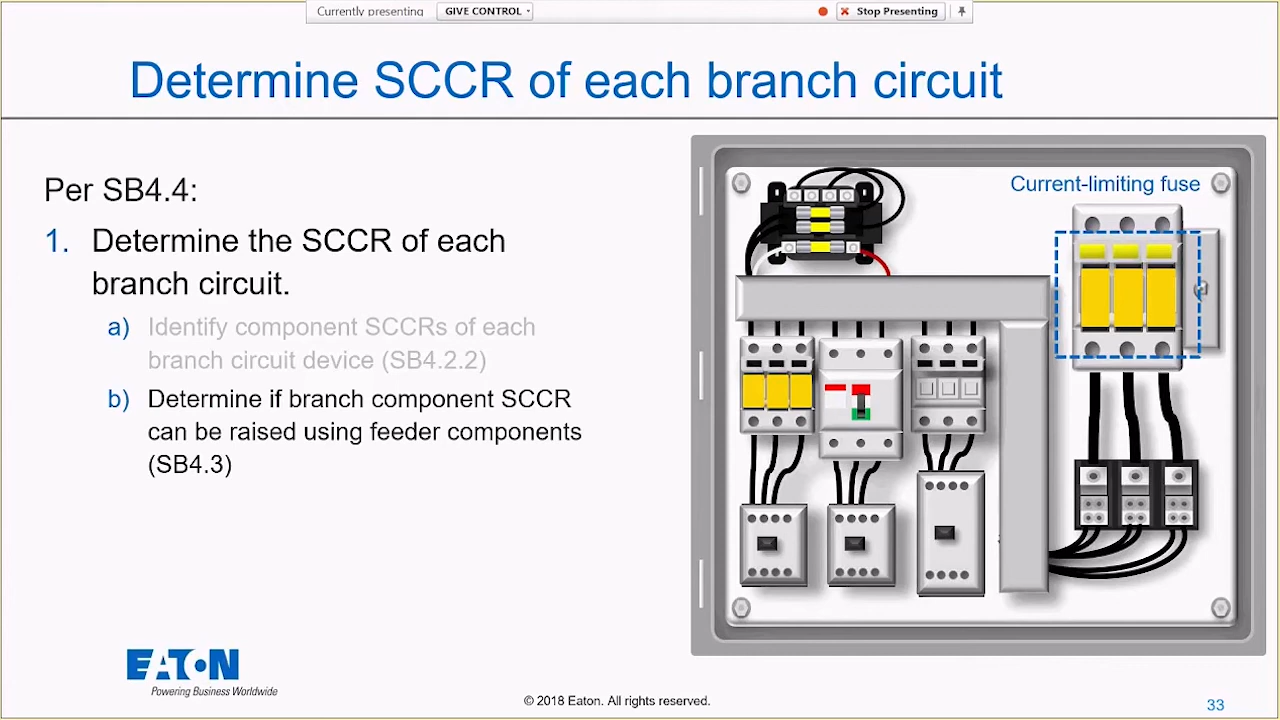 Currently presenting GIVE CONTROL Stop Presenting
Determine SCCR of each branch circuit
Per SB4.4:
1. Determine the SCCR of each
branch circuit.
a) Identify component SCCRs of each
branch circuit device (SB4.2.2)
b) Determine if branch component SCCR
can be raised using feeder components
(SB4.3)
Current-limiting fuse
EATON
Powering Business Worldwide
© 2018 Eaton. All rights reserved.
33